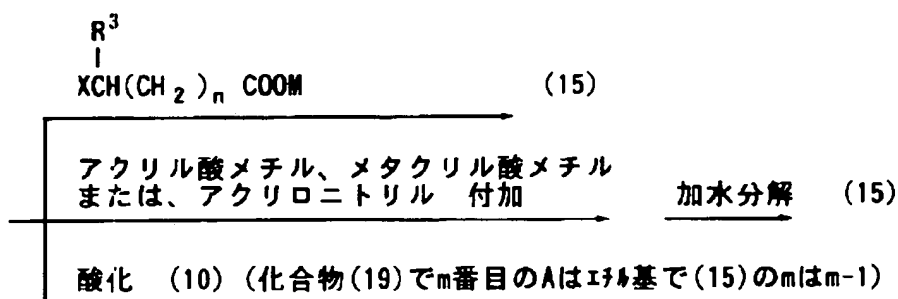 R³
XCH(CH₂)ₙ COOM (15)
アクリル酸メチル、メタクリル酸メチル
または、アクリロニトリル 付加 加水分解 (15)
酸化 (10) (化合物(19)でm番目のAはエチル基で(15)のmはm-1)